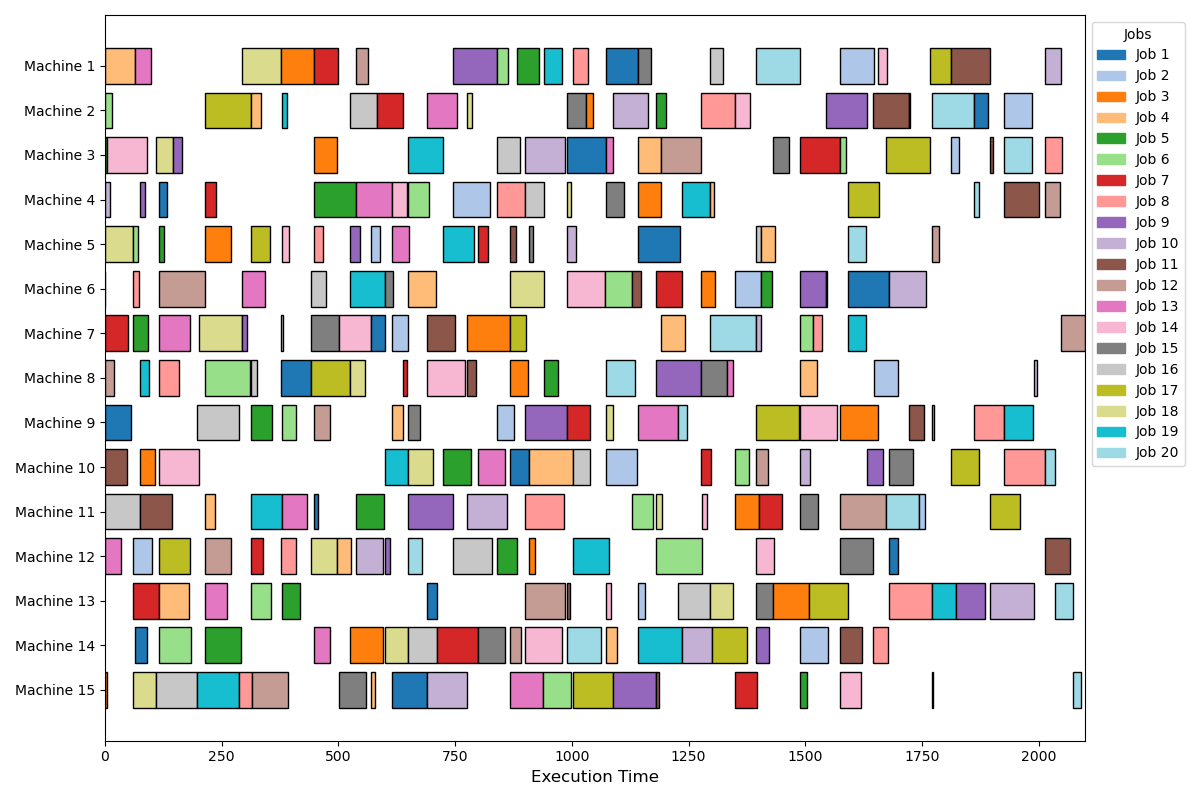 Machine 1
Machine 2
Machine 3
Machine 4
Machine 5
Machine 6
Machine 7
Machine 8
Machine 9
Machine 10
Machine 11
Machine 12
Machine 13
Machine 14
Machine 15
0 250 500 750 1000 1250 1500 1750 2000
Execution Time
Jobs
Job 1
Job 2
Job 3
Job 4
Job 5
Job 6
Job 7
Job 8
Job 9
Job 10
Job 11
Job 12
Job 13
Job 14
Job 15
Job 16
Job 17
Job 18
Job 19
Job 20